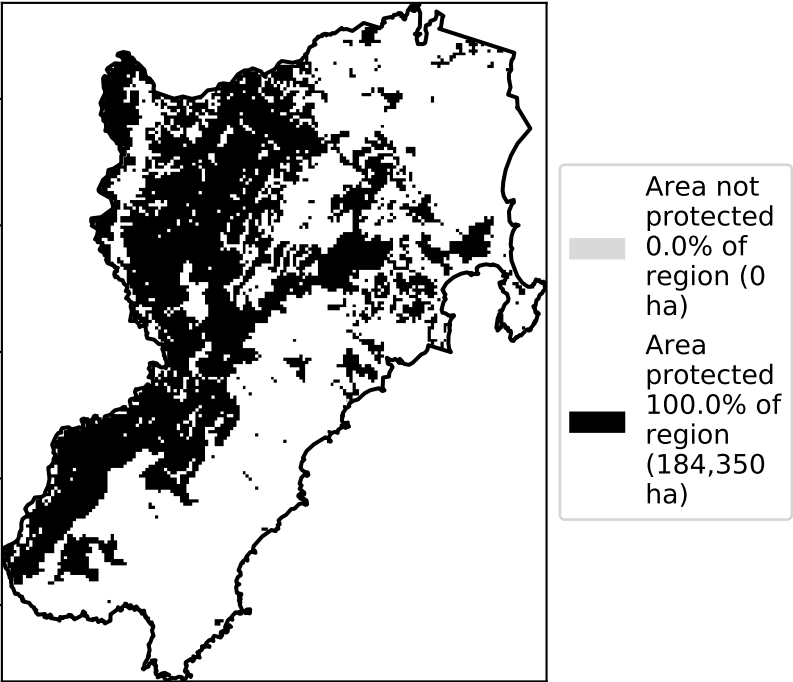 Area not
protected
0.0% of
region (0
ha)
Area
protected
100.0% of
region
(184,350
ha)